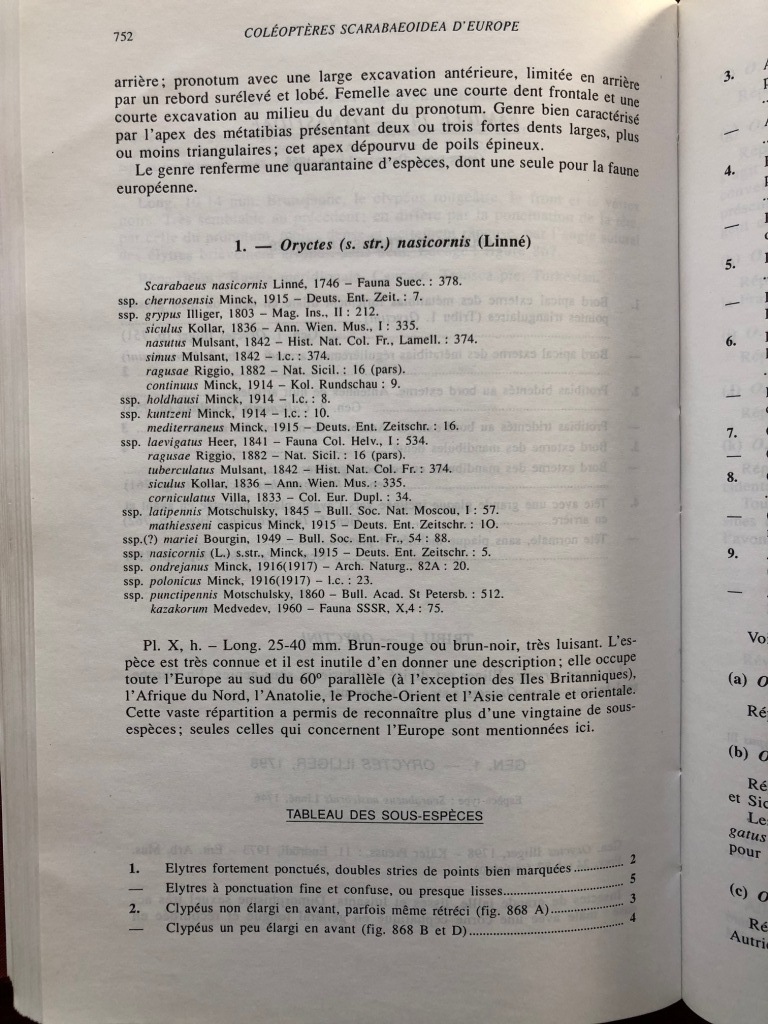 752
COLÉOPTÈRES SCARABAEOIDEA D'EUROPE
arrière; pronotum avec une large excavation antérieure, limitée en arrière
par un rebord surélevé et lobé. Femelle avec une courte dent frontale et une
courte excavation au milieu du devant du pronotum. Genre bien caractérisé
par l'apex des métatibias présentant deux ou trois fortes dents larges, plus
ou moins triangulaires; cet apex dépourvu de poils épineux.
Le genre renferme une quarantaine d'espèces, dont une seule pour la faune
européenne.
1. — Oryctes (s. str.) nasicornis (Linné)
Scarabaeus nasicornis Linné, 1746 – Fauna Suec. : 378.
ssp. chernosensis Minck, 1915 – Deuts. Ent. Zeit. : 7.
ssp. grypus Illiger, 1803 – Mag. Ins., II : 212.
siculus Kollar, 1836 – Ann. Wien. Mus., I : 335.
nasutus Mulsant, 1842 – Hist. Nat. Col. Fr., Lamell. : 374.
simus Mulsant, 1842 – l.c. : 374.
ragusae Riggio, 1882 – Nat. Sicil. : 16 (pars).
continuus Minck, 1914 – Kol. Rundschau : 9.
ssp. holdhausi Minck, 1914 – l.c. : 8.
ssp. kuntzeni Minck, 1914 – l.c. : 10.
mediterraneus Minck, 1915 – Deuts. Ent. Zeitschr. : 16.
ssp. laevigatus Heer, 1841 – Fauna Col. Helv., I : 534.
ragusae Riggio, 1882 – Nat. Sicil. : 16 (pars).
tuberculatus Mulsant, 1842 – Hist. Nat. Col. Fr. : 374.
siculus Kollar, 1836 – Ann. Wien. Mus. : 335.
corniculatus Villa, 1833 – Col. Eur. Dupl. : 34.
ssp. latipennis Motschulsky, 1845 – Bull. Soc. Nat. Moscou, I : 57.
mathiesseni caspicus Minck, 1915 – Deuts. Ent. Zeitschr. : 1O.
ssp.(?) mariei Bourgin, 1949 – Bull. Soc. Ent. Fr., 54 : 88.
ssp. nasicornis (L.) s.str., Minck, 1915 – Deuts. Ent. Zeitschr. : 5.
ssp. ondrejanus Minck, 1916(1917) – Arch. Naturg., 82A : 20.
ssp. polonicus Minck, 1916(1917) – l.c. : 23.
ssp. punctipennis Motschulsky, 1860 – Bull. Acad. St Petersb. : 512.
kazakorum Medvedev, 1960 – Fauna SSSR, X,4 : 75.
Pl. X, h. – Long. 25-40 mm. Brun-rouge ou brun-noir, très luisant. L'es-
pèce est très connue et il est inutile d'en donner une description; elle occupe
toute l'Europe au sud du 60º parallèle (à l'exception des Iles Britanniques),
l'Afrique du Nord, l'Anatolie, le Proche-Orient et l'Asie centrale et orientale.
Cette vaste répartition a permis de reconnaître plus d'une vingtaine de sous-
espèces; seules celles qui concernent l'Europe sont mentionnées ici.
TABLEAU DES SOUS-ESPÈCES
1. Elytres fortement ponctués, doubles stries de points bien marquées .............. 2
— Elytres à ponctuation fine et confuse, ou presque lisses .............. 5
2. Clypéus non élargi en avant, parfois même rétréci (fig. 868 A) .............. 3
— Clypéus un peu élargi en avant (fig. 868 B et D) .............. 4
3.
—
4.
—
5.
—
6.
—
7.
—
8.
—
9.
—
Vo
(a) O
Ré
(b) O
Ré
et Sic
Le
gatus
pour
(c) O
Ré
Autri